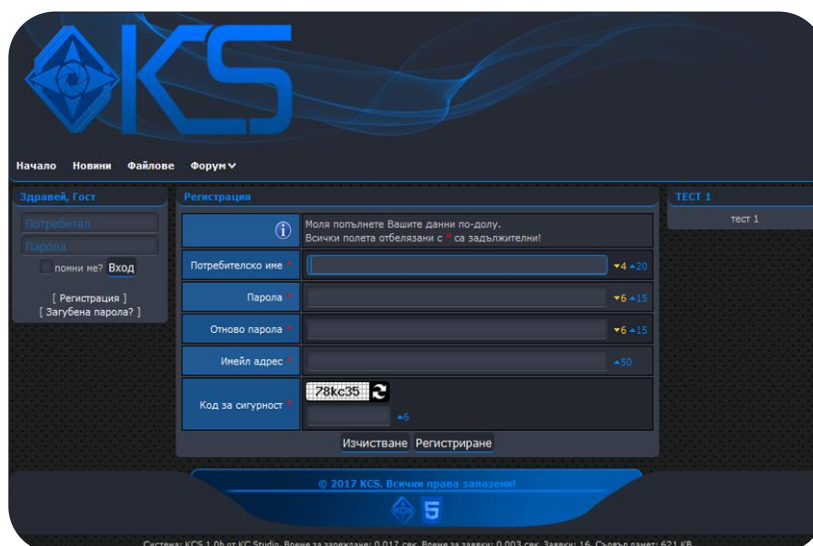 KCS
Начало Новини Файлове Форум
Здравей, Гост
Потребител
Парола
помни ме? Вход
[ Регистрация ]
[ Загубена парола? ]
Регистрация
Моля попълнете Вашите данни по-долу.
Всички полета отбелязани с * са задължителни!
Потребителско име * 4 20
Парола * 6 15
Отново парола * 6 15
Имейл адрес * 50
Код за сигурност * 78kc35 6
Изчистване Регистриране
ТЕСТ 1
тест 1
© 2017 KCS. Всички права запазени!
5
Система: KCS 1.0b от KC Studio. Време за зареждане: 0.017 сек. Време за заявки: 0.003 сек. Заявки: 16. Сървър памет: 621 KB